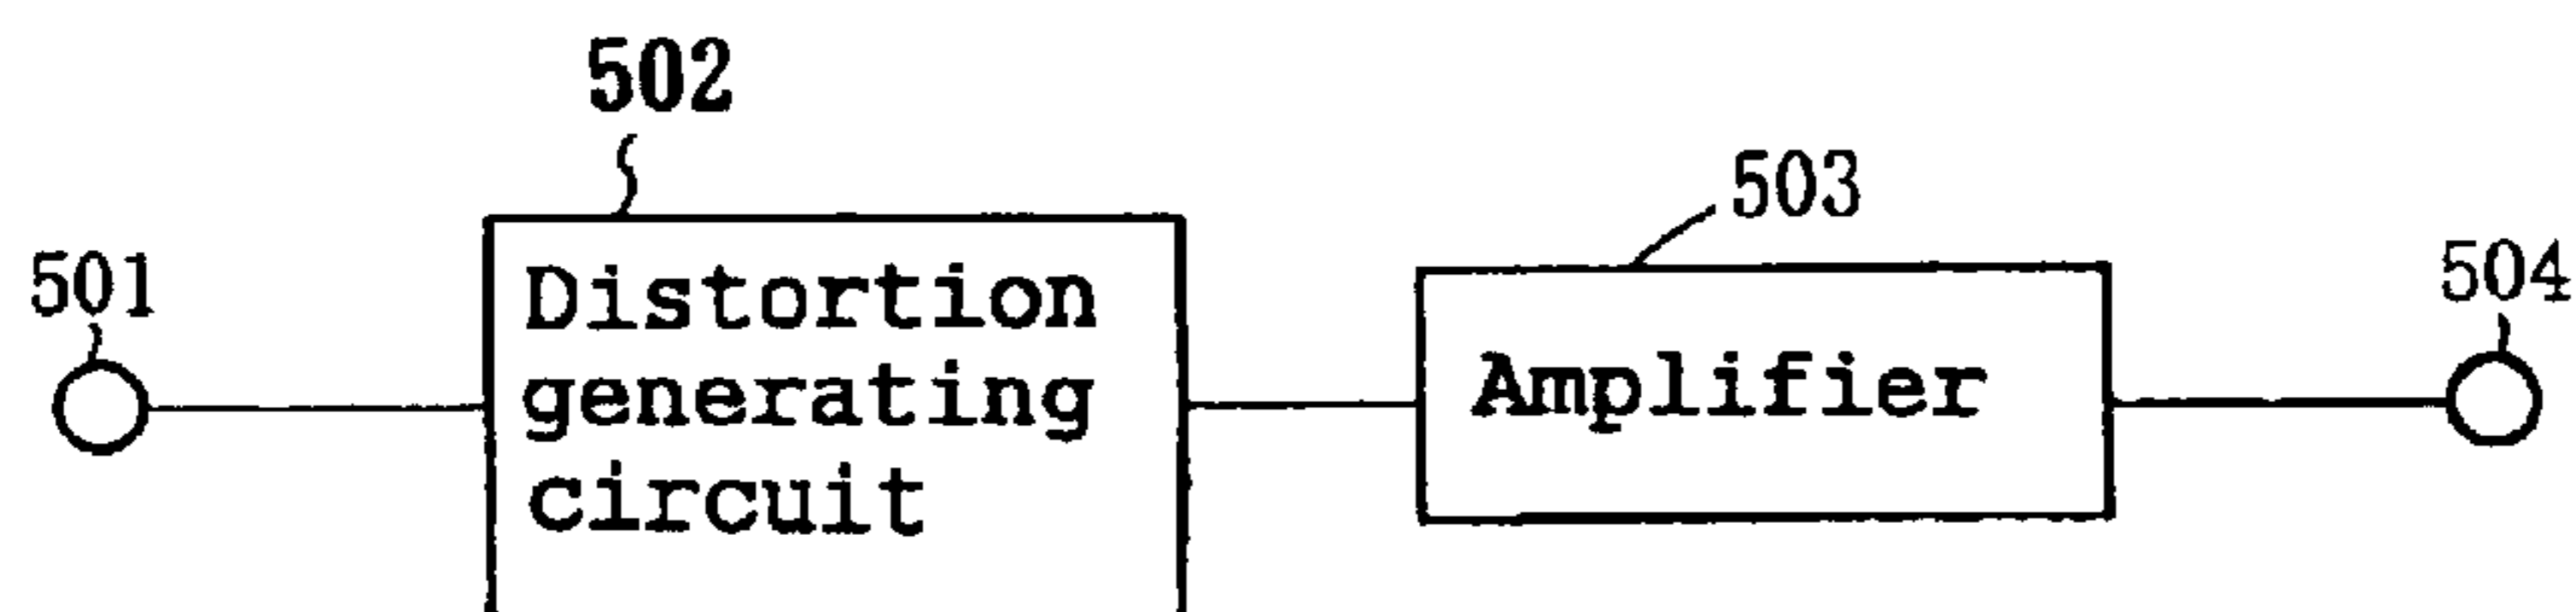 502
503
501
504
Distortion
generating
circuit
Amplifier